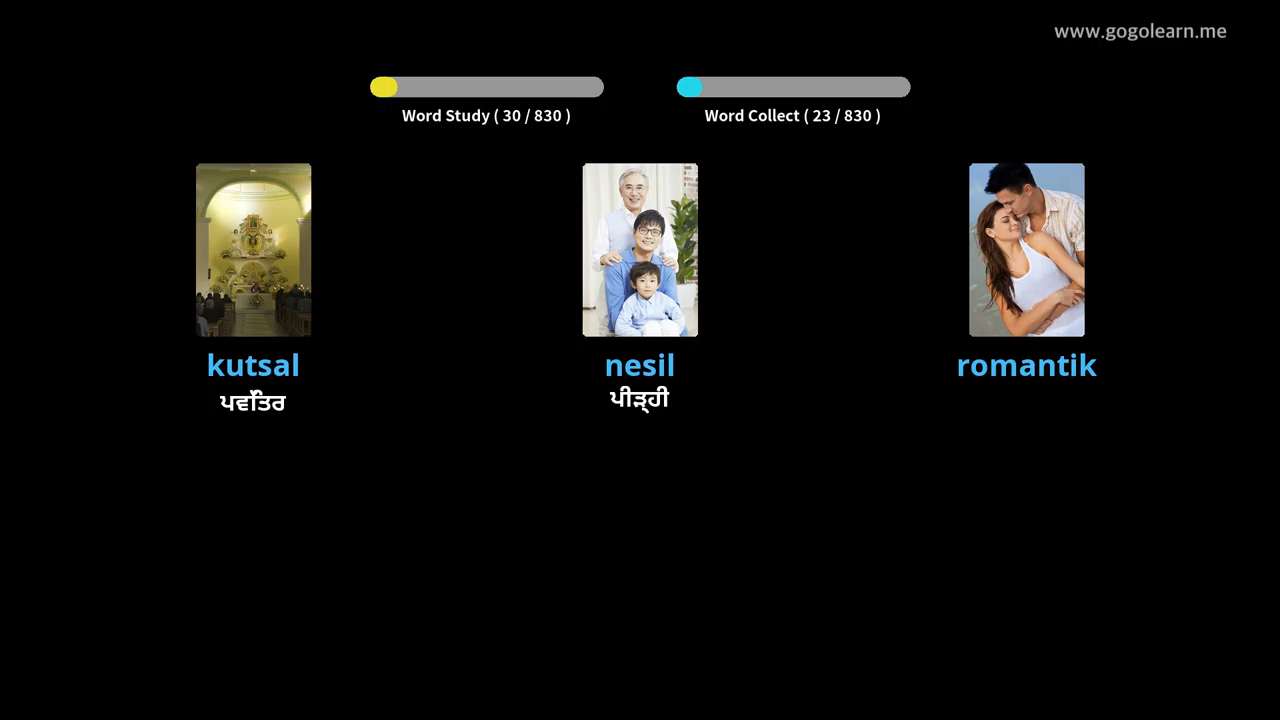 www.gogolearn.me
Word Study ( 30 / 830 )
Word Collect ( 23 / 830 )
kutsal
nesil
romantik
ਪਵਿੱਤਰ
ਪੀੜ੍ਹੀ